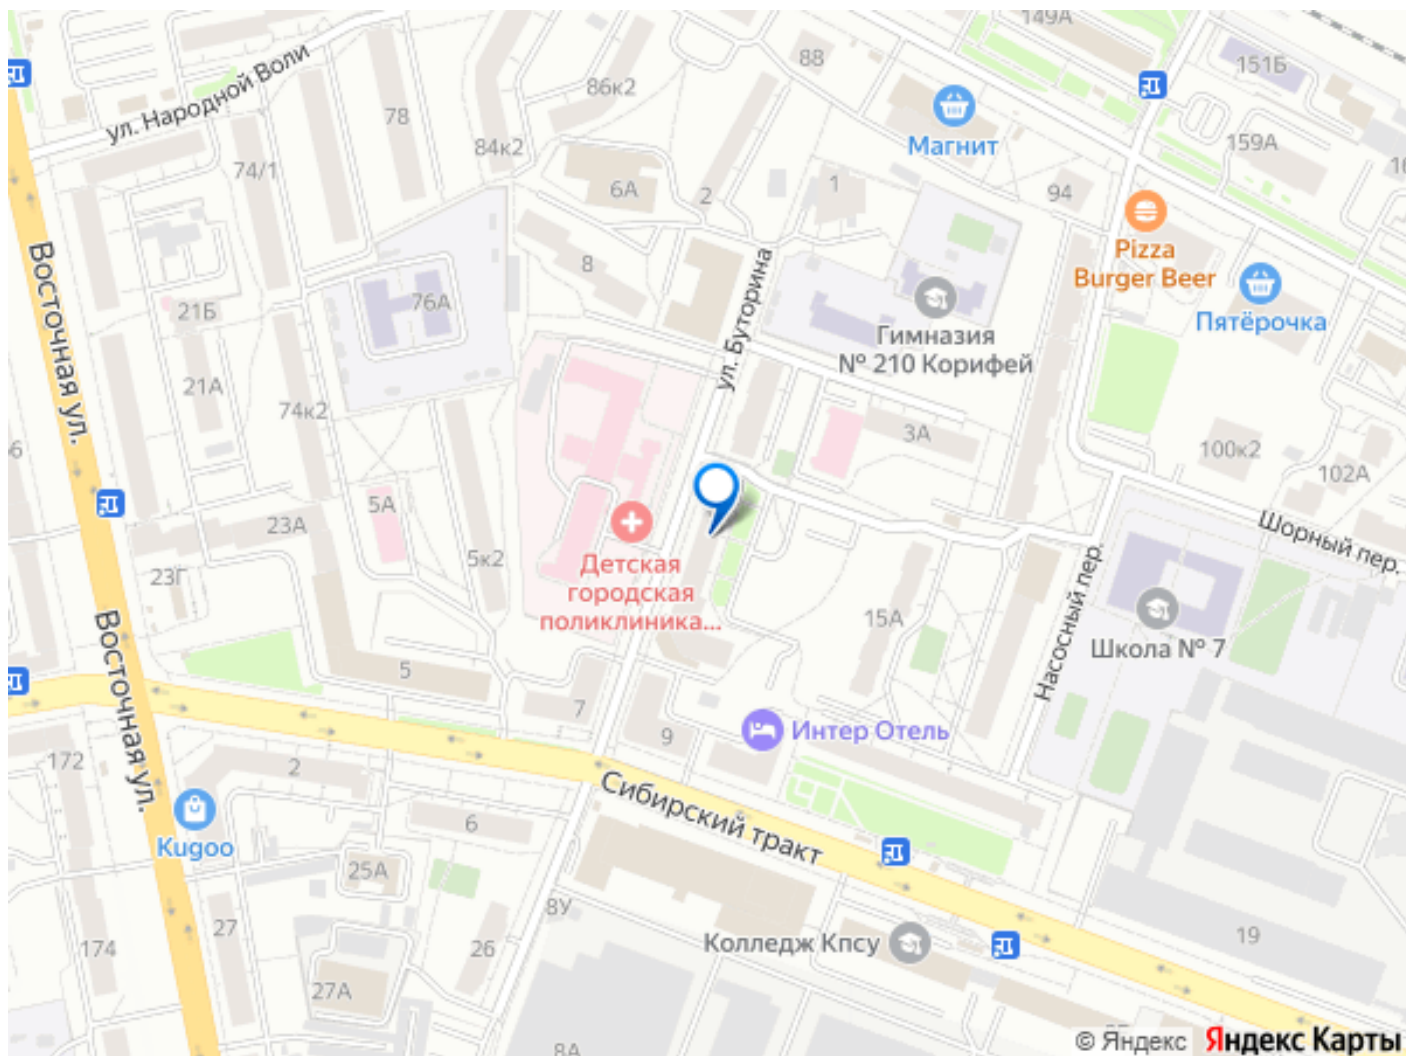 149А
88
151Б
86к2
ул. Народной Воли
78
Магнит
159А
84к2
74/1
6А
2
1
94
Восточная ул.
8
Pizza
Burger Beer
21Б
76А
ул. Буторина
Гимназия
№ 210 Корифей
Пятёрочка
21А
74к2
3А
100к2
102А
5А
23А
5к2
Шорный пер.
23Г
Детская
городская
поликлиника...
Насосный пер.
15А
Школа № 7
Восточная ул.
5
7
9
Интер Отель
172
2
Сибирский тракт
6
Kugoo
25А
8У
27
26
174
Колледж Кпсу
19
27А
8А
© Яндекс Яндекс Карты